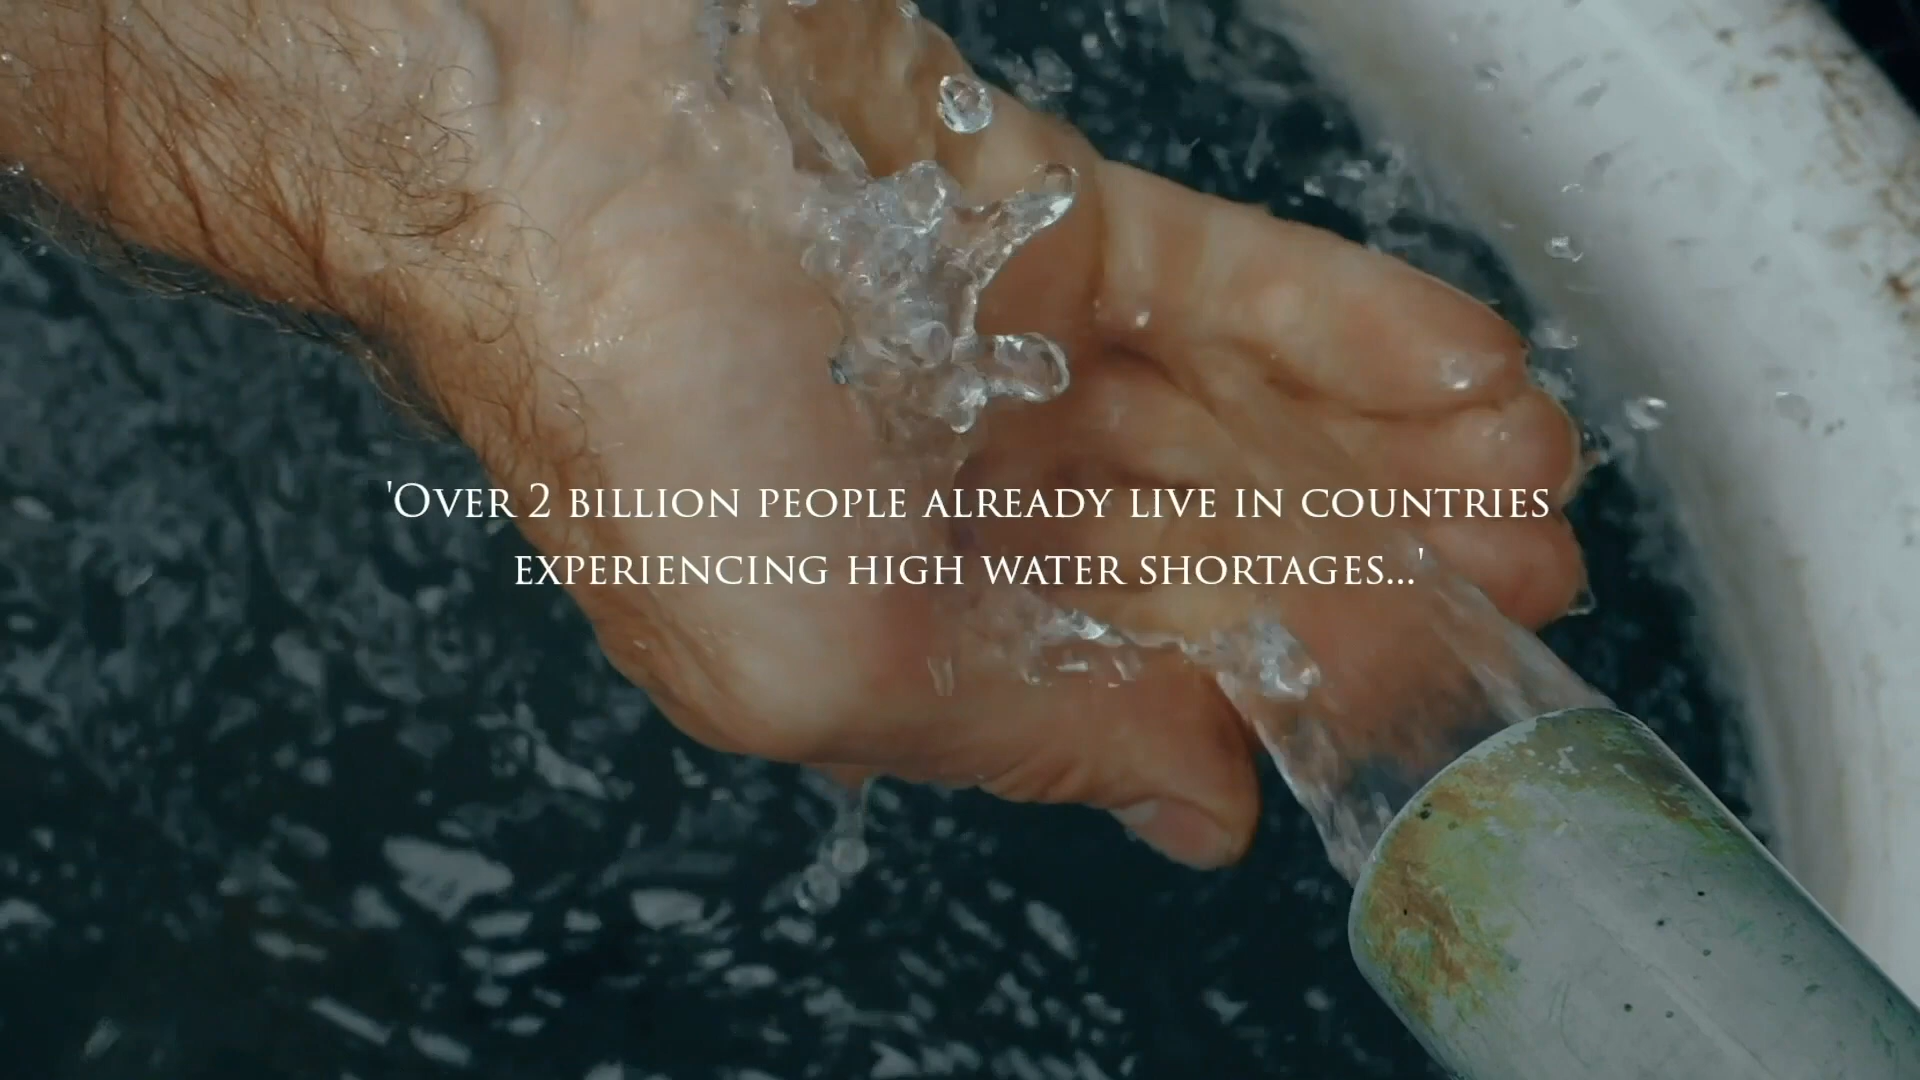 'Over 2 billion people already live in countries
experiencing high water shortages...'